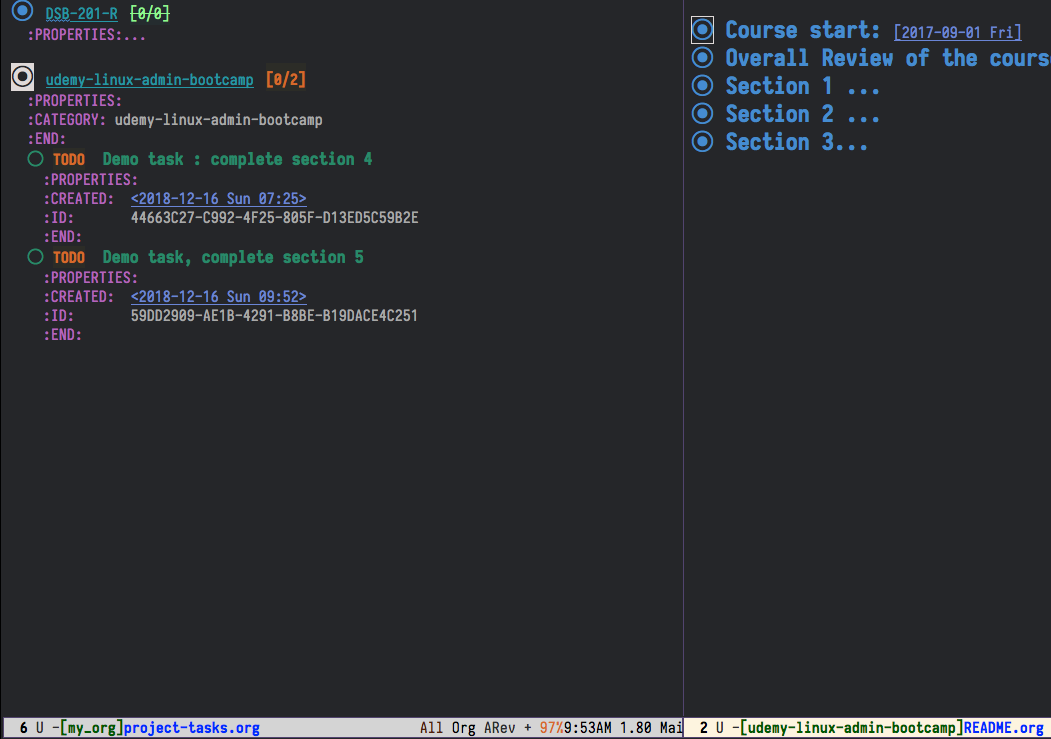 DSB-201-R [0/0]
:PROPERTIES:...
udemy-linux-admin-bootcamp [0/2]
:PROPERTIES:
:CATEGORY: udemy-linux-admin-bootcamp
:END:
TODO Demo task : complete section 4
:PROPERTIES:
:CREATED: <2018-12-16 Sun 07:25>
:ID: 44663C27-C992-4F25-805F-D13ED5C59B2E
:END:
TODO Demo task, complete section 5
:PROPERTIES:
:CREATED: <2018-12-16 Sun 09:52>
:ID: 59DD2909-AE1B-4291-B8BE-B19DACE4C251
:END:
6 U -[my_org]project-tasks.org All Org ARev + 97%9:53AM 1.80 Mai
Course start: [2017-09-01 Fri]
Overall Review of the cours
Section 1 ...
Section 2 ...
Section 3...
2 U -[udemy-linux-admin-bootcamp]README.org